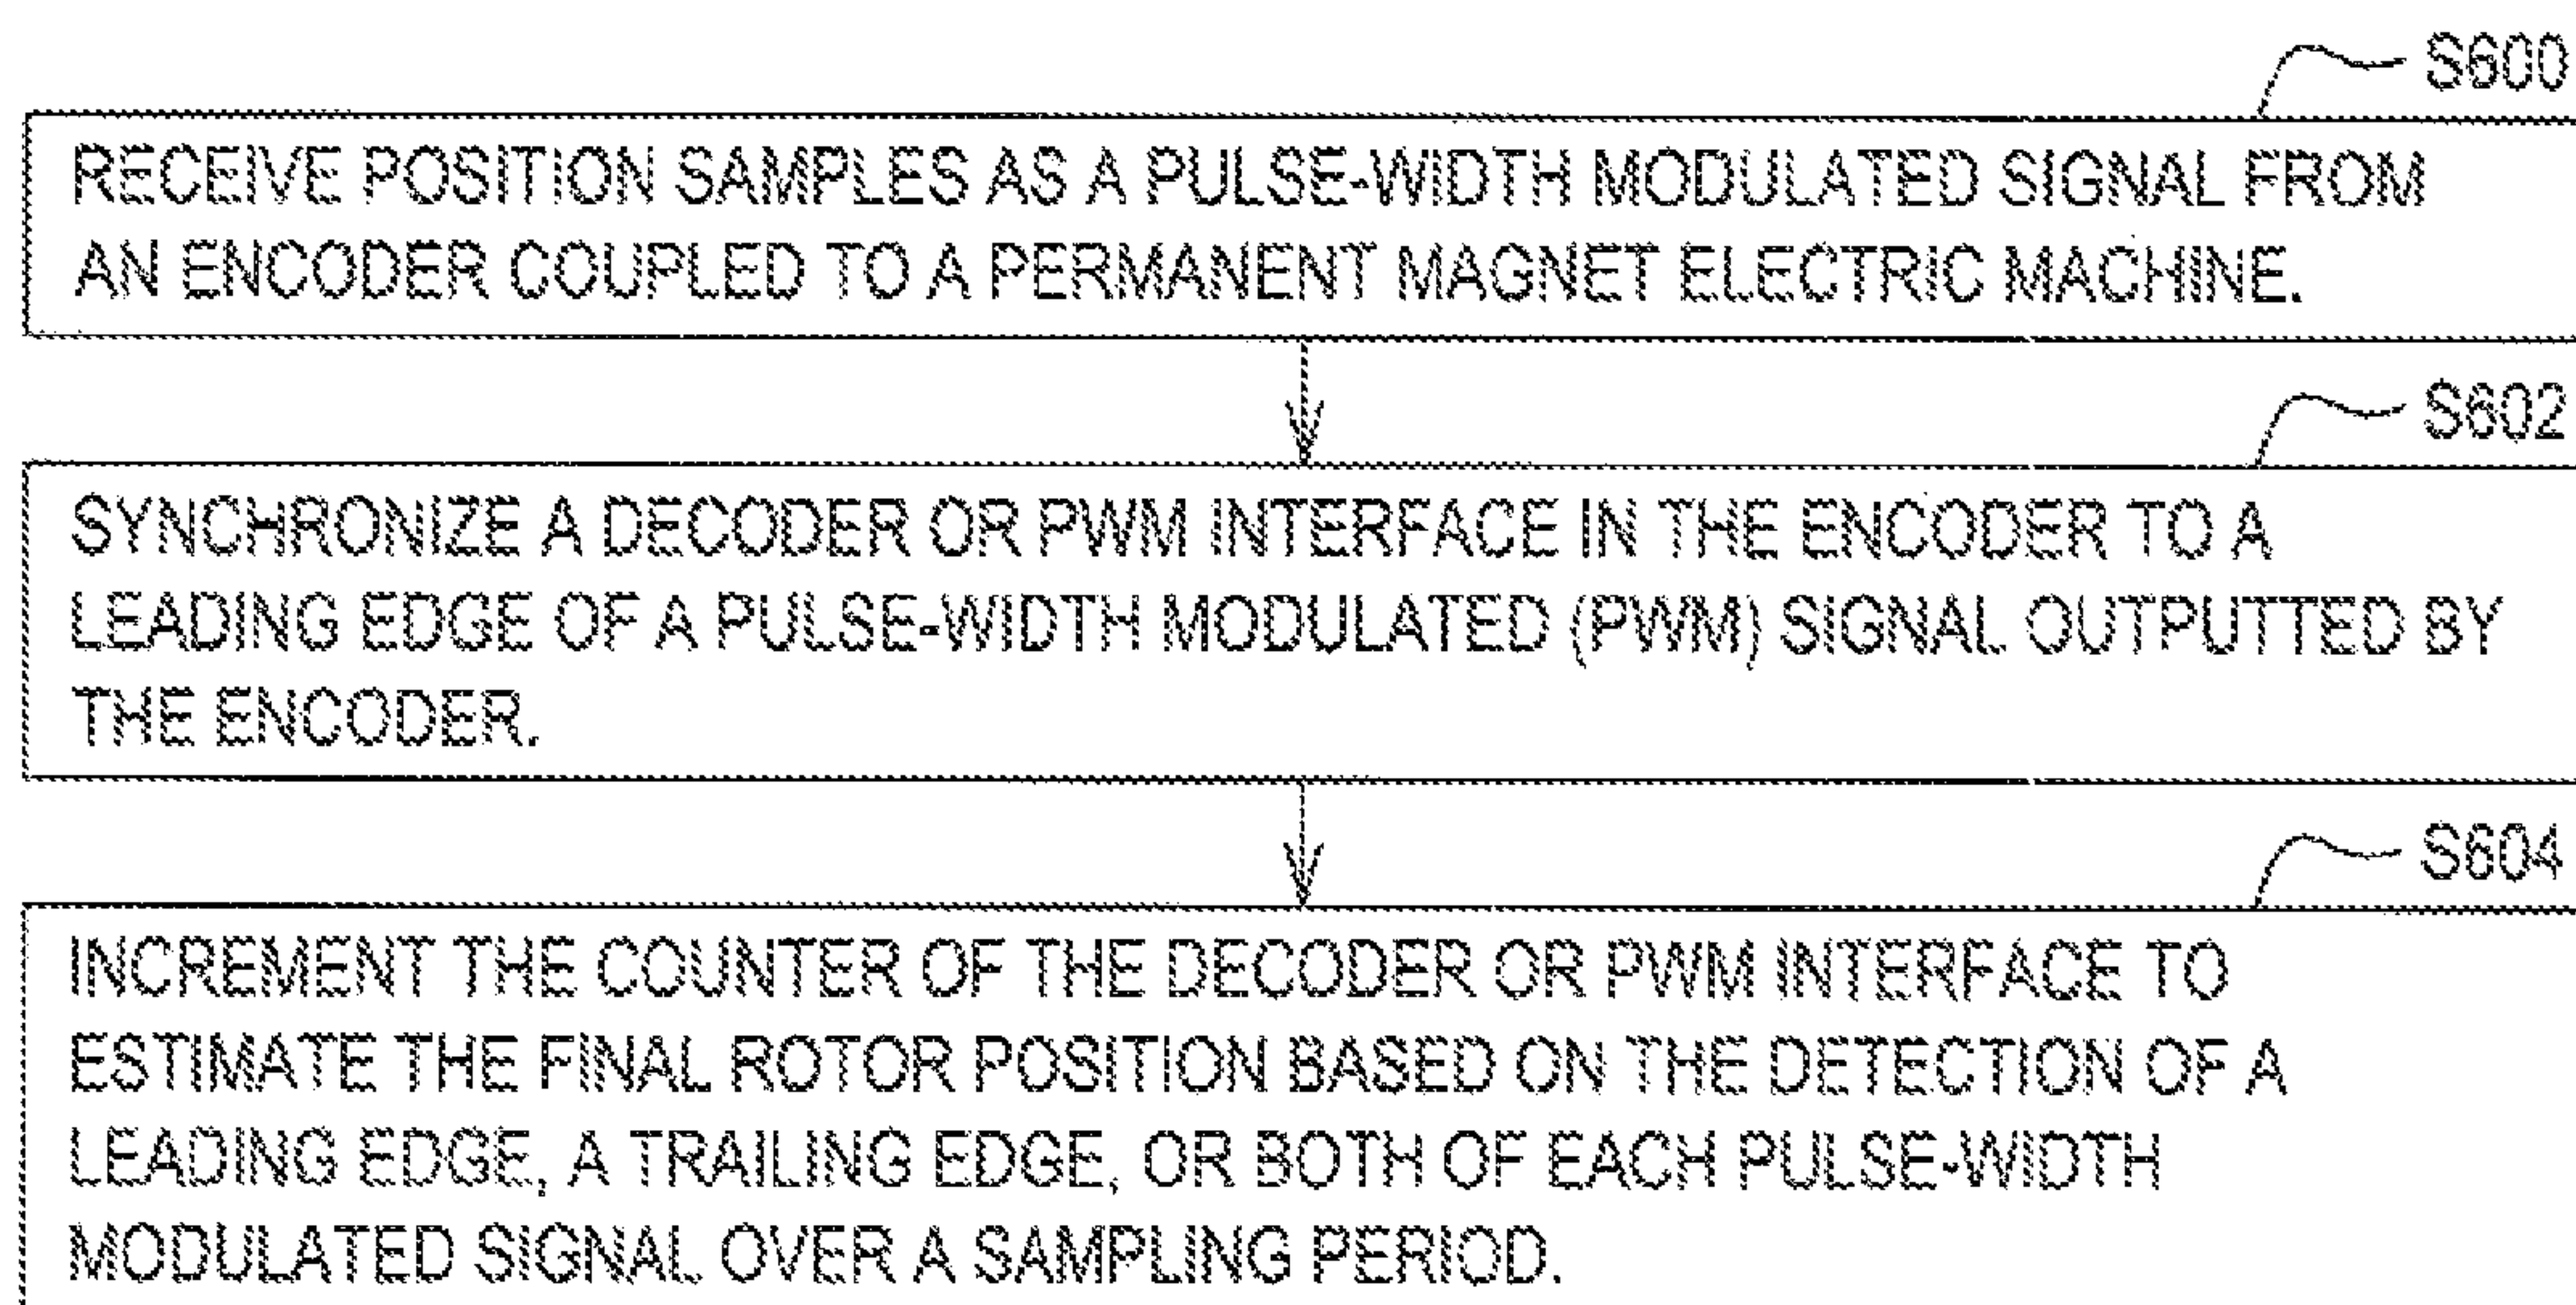 S600
RECEIVE POSITION SAMPLES AS A PULSE-WIDTH MODULATED SIGNAL FROM
AN ENCODER COUPLED TO A PERMANENT MAGNET ELECTRIC MACHINE.
S602
SYNCHRONIZE A DECODER OR PWM INTERFACE IN THE ENCODER TO A
LEADING EDGE OF A PULSE-WIDTH MODULATED (PWM) SIGNAL OUTPUTTED BY
THE ENCODER.
S604
INCREMENT THE COUNTER OF THE DECODER OR PWM INTERFACE TO
ESTIMATE THE FINAL ROTOR POSITION BASED ON THE DETECTION OF A
LEADING EDGE, A TRAILING EDGE, OR BOTH OF EACH PULSE-WIDTH
MODULATED SIGNAL OVER A SAMPLING PERIOD.